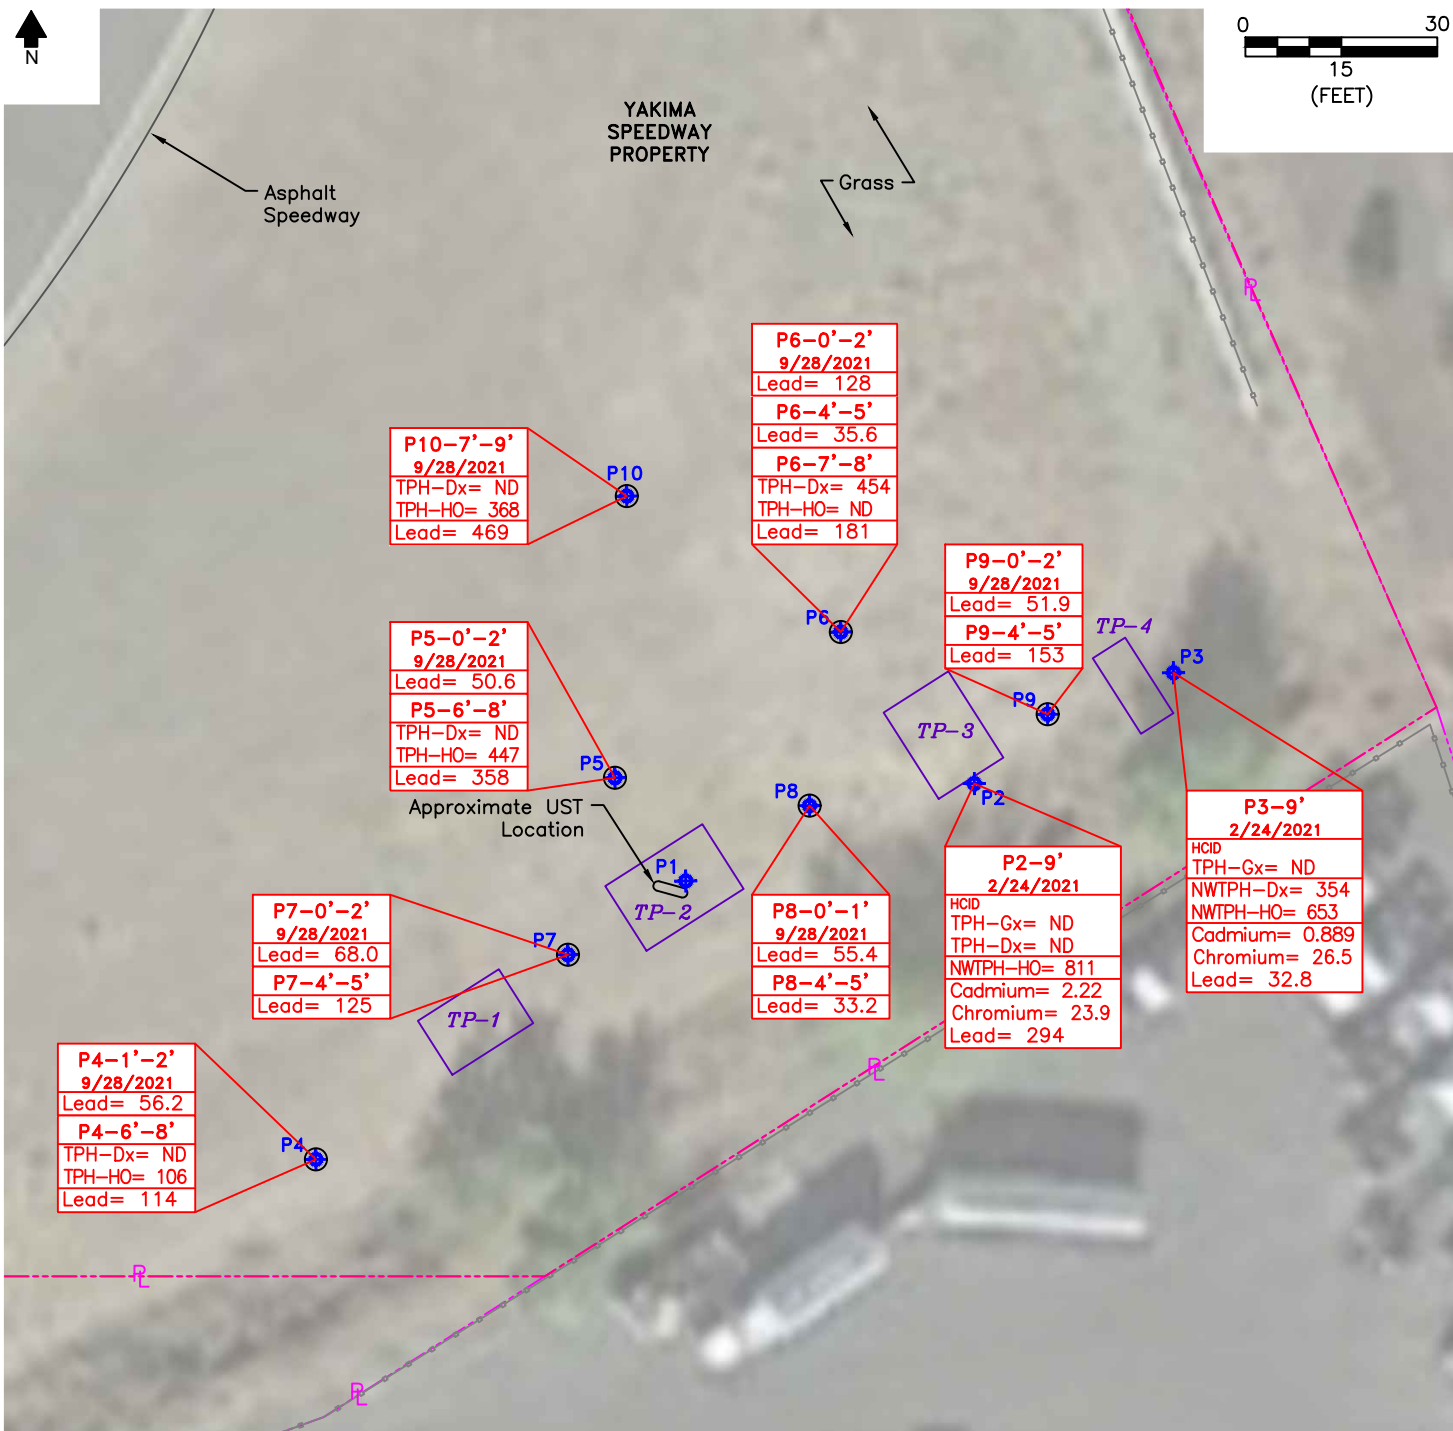 N
0 30
15
(FEET)
YAKIMA
SPEEDWAY
PROPERTY
Grass
Asphalt
Speedway
PL
P6-0'-2'
9/28/2021
Lead= 128
P6-4'-5'
Lead= 35.6
P6-7'-8'
TPH-Dx= 454
TPH-HO= ND
Lead= 181
P10-7'-9'
9/28/2021
TPH-Dx= ND
TPH-HO= 368
Lead= 469
P10
P6
P9-0'-2'
9/28/2021
Lead= 51.9
P9-4'-5'
Lead= 153
TP-4
P3
P5-0'-2'
9/28/2021
Lead= 50.6
P5-6'-8'
TPH-Dx= ND
TPH-HO= 447
Lead= 358
P5
P9
TP-3
P8
P2
Approximate UST
Location
P1
TP-2
P3-9'
2/24/2021
HCID
TPH-Gx= ND
NWTPH-Dx= 354
NWTPH-HO= 653
Cadmium= 0.889
Chromium= 26.5
Lead= 32.8
P2-9'
2/24/2021
HCID
TPH-Gx= ND
TPH-Dx= ND
NWTPH-HO= 811
Cadmium= 2.22
Chromium= 23.9
Lead= 294
P7-0'-2'
9/28/2021
Lead= 68.0
P7-4'-5'
Lead= 125
P7
P8-0'-1'
9/28/2021
Lead= 55.4
P8-4'-5'
Lead= 33.2
TP-1
P4-1'-2'
9/28/2021
Lead= 56.2
P4-6'-8'
TPH-Dx= ND
TPH-HO= 106
Lead= 114
P4
PL
PL
PL